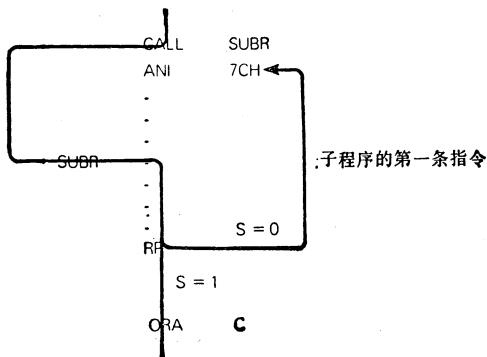 CALL SUBR
ANI 7CH
SUBR ;子程序的第一条指令
S = 0
RP
S = 1
ORA C